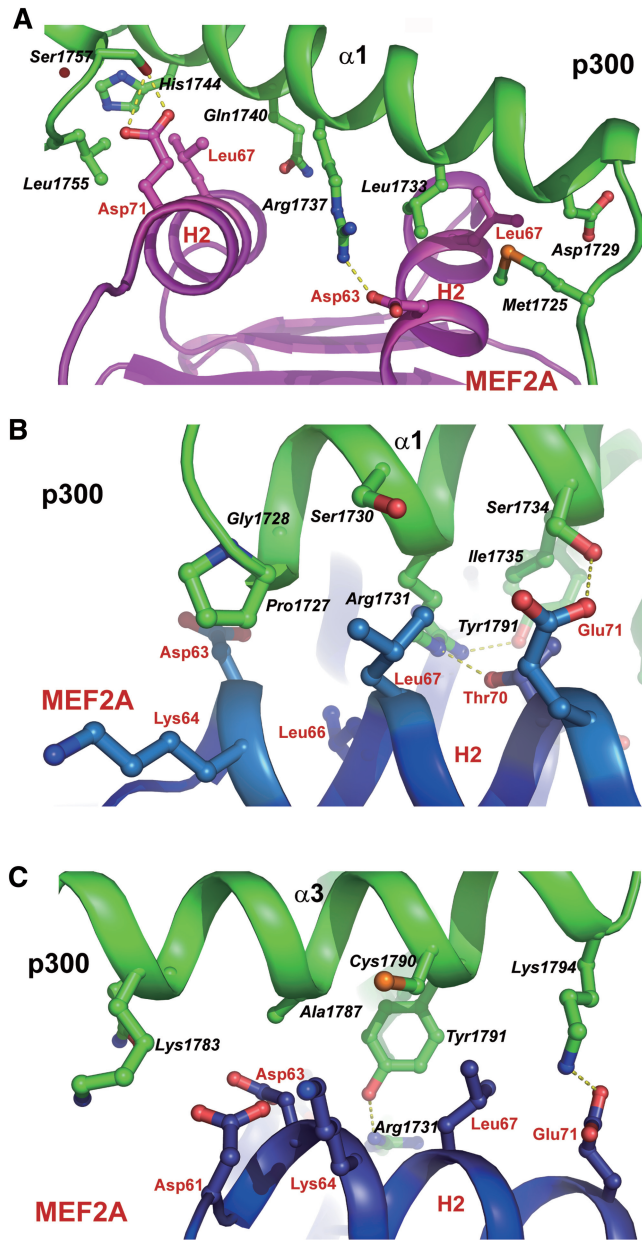 A
Ser1757
α1
p300
His1744
Gln1740
Leu67
Leu1733
Leu1755
Arg1737
Leu67
Asp71
Asp1729
H2
Asp63
H2
Met1725
MEF2A
B
α1
p300
Ser1734
Gly1728
Ser1730
Ile1735
Pro1727
Arg1731
Tyr1791
Glu71
Asp63
MEF2A
Leu67
Thr70
Lys64
Leu66
H2
C
α3
p300
Cys1790
Lys1794
Ala1787
Lys1783
Tyr1791
Asp63
Arg1731
Leu67
Glu71
Asp61
Lys64
MEF2A
H2